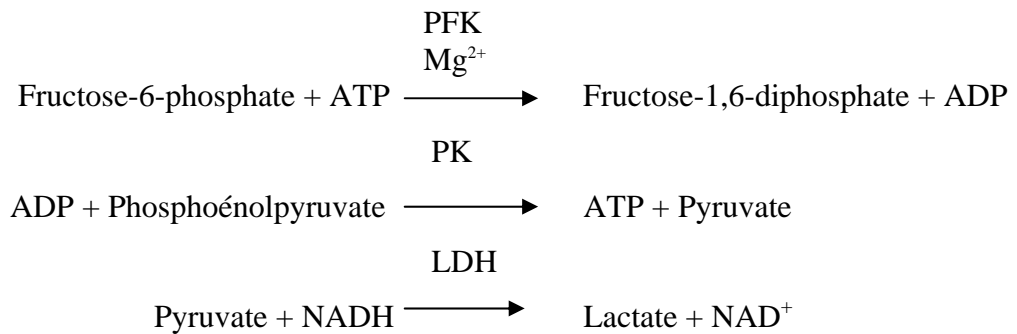 PFK
Mg²⁺
Fructose-6-phosphate + ATP Fructose-1,6-diphosphate + ADP
PK
ADP + Phosphoénolpyruvate ATP + Pyruvate
LDH
Pyruvate + NADH Lactate + NAD⁺